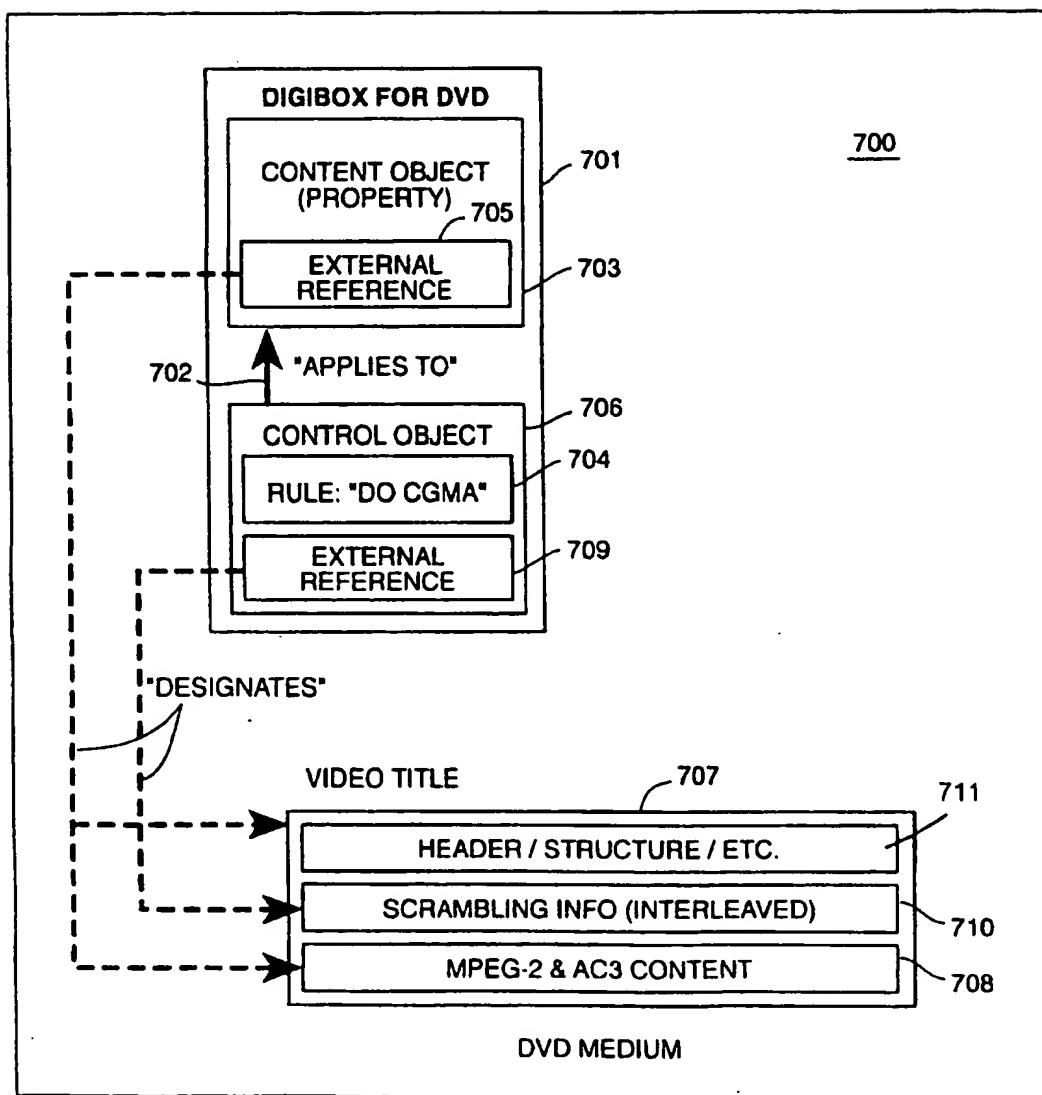 DIGIBOX FOR DVD
700
701
CONTENT OBJECT
(PROPERTY)
705
EXTERNAL
REFERENCE
703
702
"APPLIES TO"
706
CONTROL OBJECT
704
RULE: "DO CGMA"
709
EXTERNAL
REFERENCE
"DESIGNATES"
VIDEO TITLE
707
711
HEADER / STRUCTURE / ETC.
SCRAMBLING INFO (INTERLEAVED)
710
MPEG-2 & AC3 CONTENT
708
DVD MEDIUM